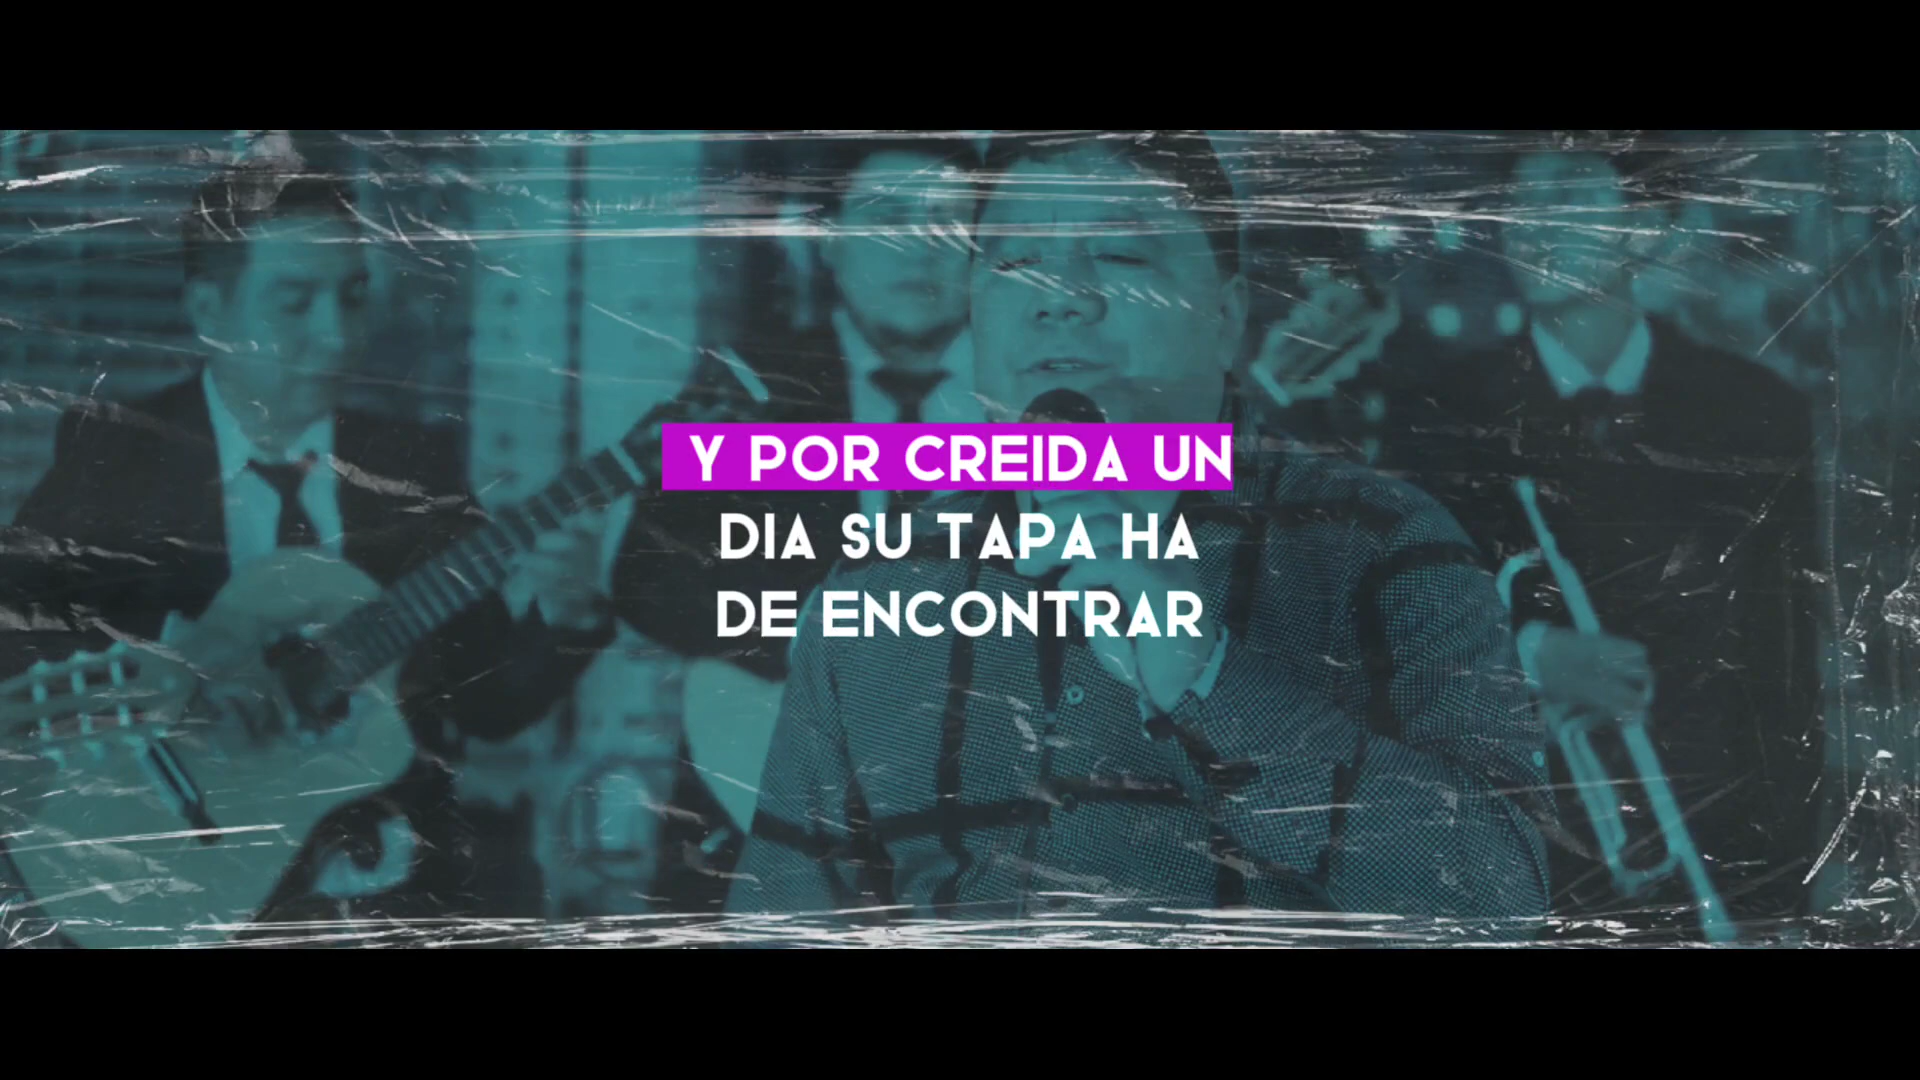 Y POR CREIDA UN
DIA SU TAPA HA
DE ENCONTRAR